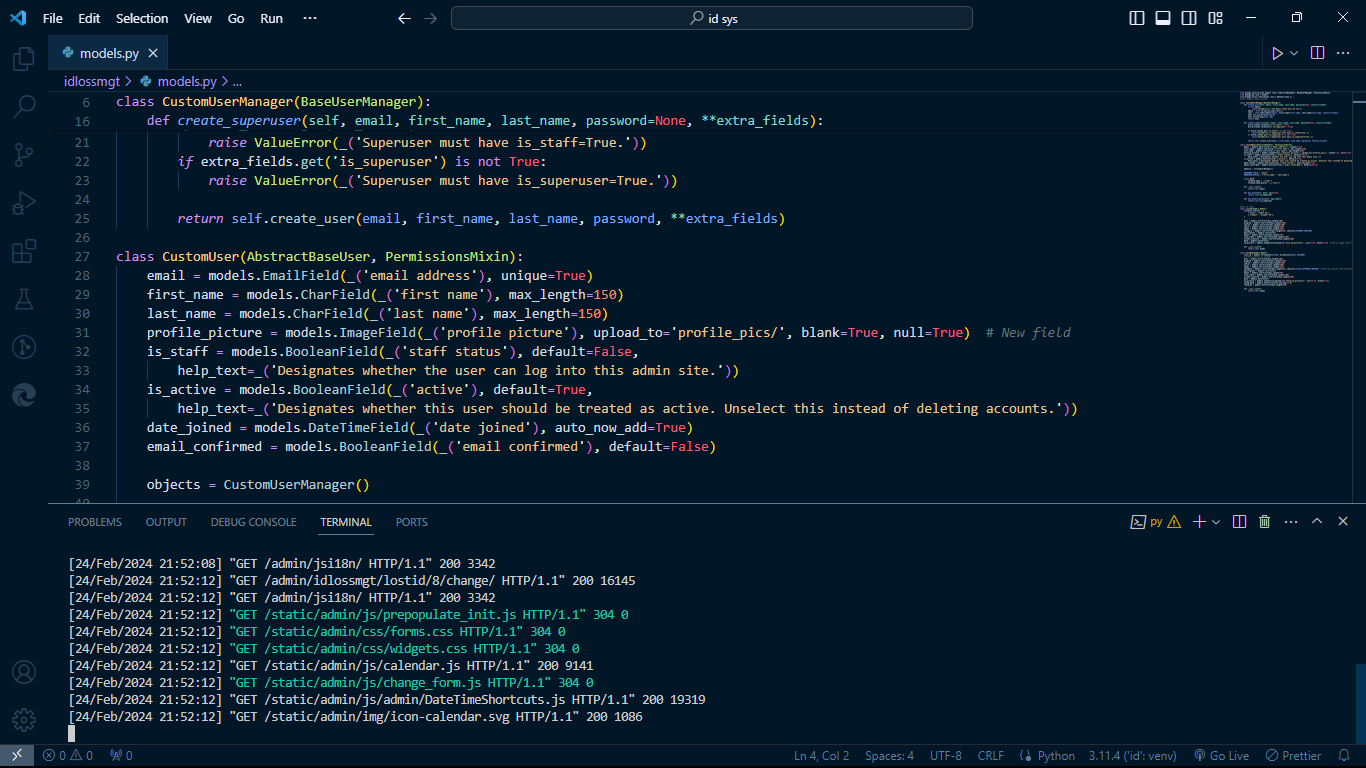 File Edit Selection View Go Run ··· id sys
models.py
idlossmgt > models.py > ...
6 class CustomUserManager(BaseUserManager):
16 def create_superuser(self, email, first_name, last_name, password=None, **extra_fields):
21 raise ValueError(_('Superuser must have is_staff=True.'))
22 if extra_fields.get('is_superuser') is not True:
23 raise ValueError(_('Superuser must have is_superuser=True.'))
24
25 return self.create_user(email, first_name, last_name, password, **extra_fields)
26
27 class CustomUser(AbstractBaseUser, PermissionsMixin):
28 email = models.EmailField(_('email address'), unique=True)
29 first_name = models.CharField(_('first name'), max_length=150)
30 last_name = models.CharField(_('last name'), max_length=150)
31 profile_picture = models.ImageField(_('profile picture'), upload_to='profile_pics/', blank=True, null=True) # New field
32 is_staff = models.BooleanField(_('staff status'), default=False,
33 help_text=_('Designates whether the user can log into this admin site.'))
34 is_active = models.BooleanField(_('active'), default=True,
35 help_text=_('Designates whether this user should be treated as active. Unselect this instead of deleting accounts.'))
36 date_joined = models.DateTimeField(_('date joined'), auto_now_add=True)
37 email_confirmed = models.BooleanField(_('email confirmed'), default=False)
38
39 objects = CustomUserManager()
PROBLEMS OUTPUT DEBUG CONSOLE TERMINAL PORTS py
[24/Feb/2024 21:52:08] "GET /admin/jsi18n/ HTTP/1.1" 200 3342
[24/Feb/2024 21:52:12] "GET /admin/idlossmgt/lostid/8/change/ HTTP/1.1" 200 16145
[24/Feb/2024 21:52:12] "GET /admin/jsi18n/ HTTP/1.1" 200 3342
[24/Feb/2024 21:52:12] "GET /static/admin/js/prepopulate_init.js HTTP/1.1" 304 0
[24/Feb/2024 21:52:12] "GET /static/admin/css/forms.css HTTP/1.1" 304 0
[24/Feb/2024 21:52:12] "GET /static/admin/css/widgets.css HTTP/1.1" 304 0
[24/Feb/2024 21:52:12] "GET /static/admin/js/calendar.js HTTP/1.1" 200 9141
[24/Feb/2024 21:52:12] "GET /static/admin/js/change_form.js HTTP/1.1" 304 0
[24/Feb/2024 21:52:12] "GET /static/admin/js/admin/DateTimeShortcuts.js HTTP/1.1" 200 19319
[24/Feb/2024 21:52:12] "GET /static/admin/img/icon-calendar.svg HTTP/1.1" 200 1086
0 0 0 Ln 4, Col 2 Spaces: 4 UTF-8 CRLF Python 3.11.4 ('id': venv) Go Live Prettier